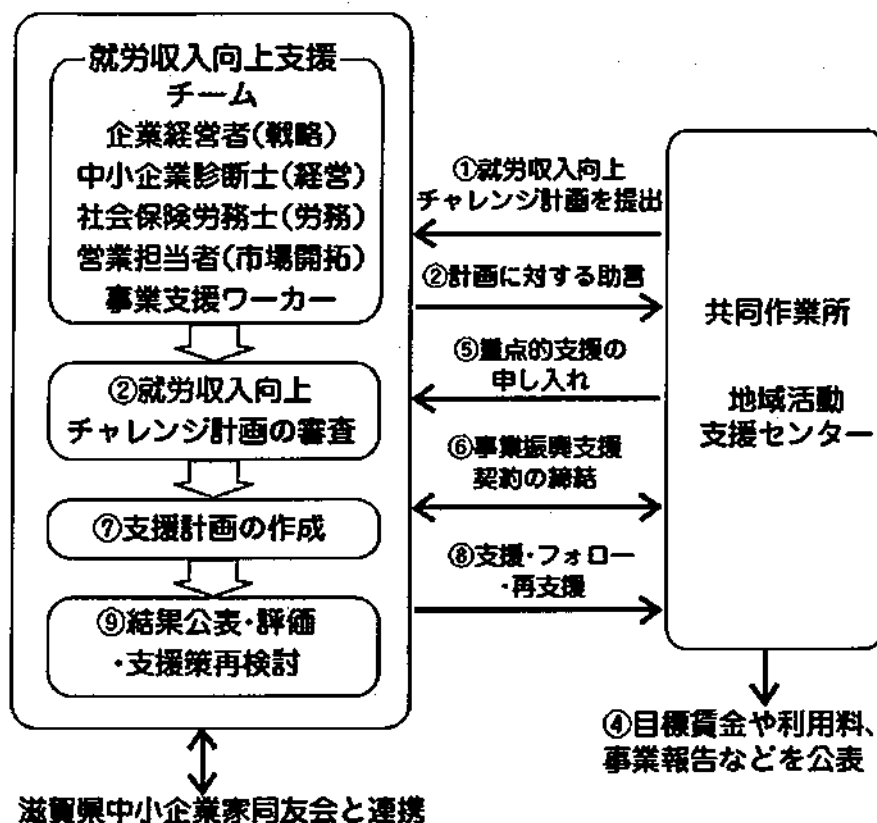 就労収入向上支援
チーム
企業経営者(戦略)
中小企業診断士(経営)
社会保険労務士(労務)
営業担当者(市場開拓)
事業支援ワーカー
②就労収入向上
チャレンジ計画の審査
⑦支援計画の作成
⑨結果公表・評価
・支援策再検討
滋賀県中小企業家同友会と連携
①就労収入向上
チャレンジ計画を提出
②計画に対する助言
⑤重点的支援の
申し入れ
⑥事業振興支援
契約の締結
⑧支援・フォロー
・再支援
共同作業所
地域活動
支援センター
④目標賃金や利用料、
事業報告などを公表